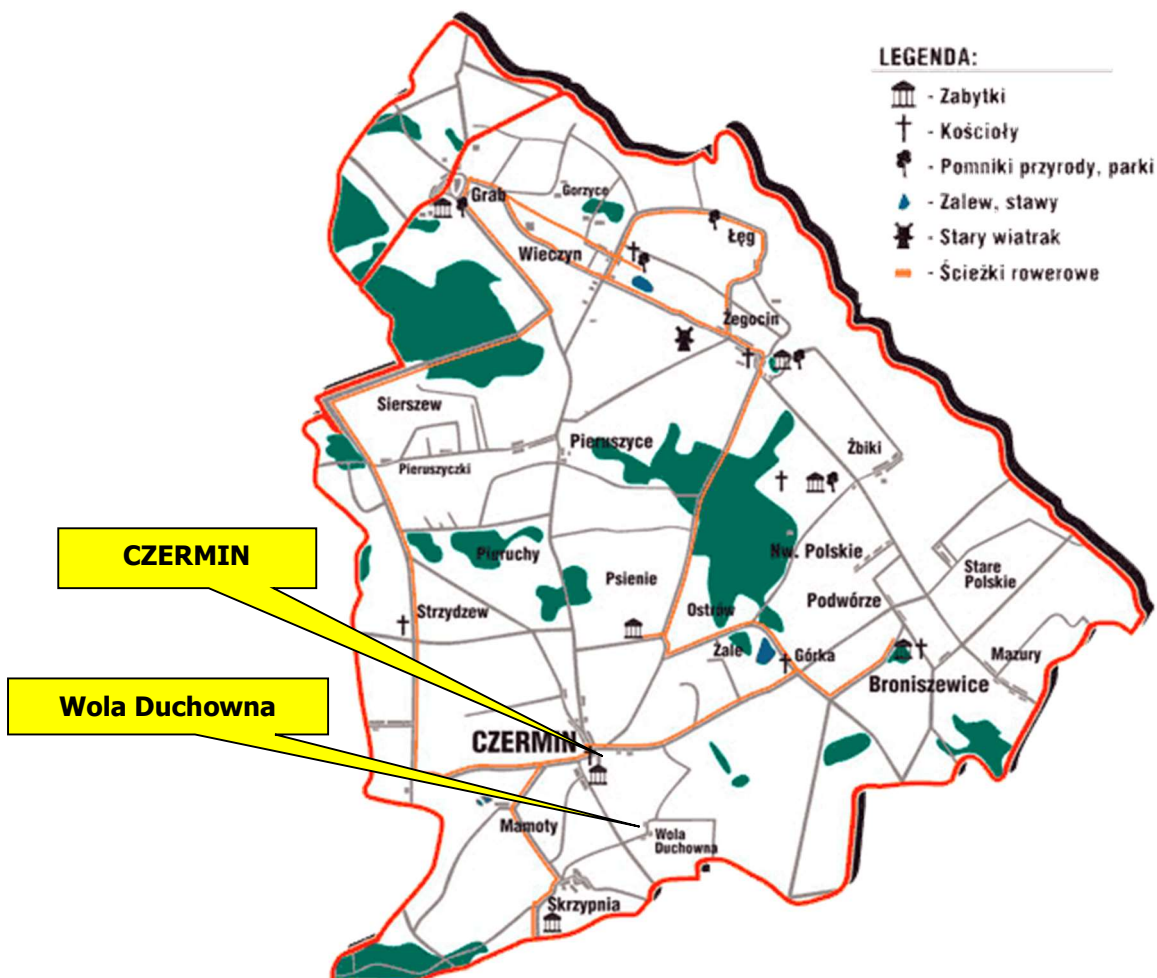 LEGENDA:
- Zabytki
- Kościoły
- Pomniki przyrody, parki
- Zalew, stawy
- Stary wiatrak
- Ścieżki rowerowe
Grab
Gorzyce
Łęg
Wieczyn
Żegocin
Sierszew
Pieruszyce
Żbiki
Pieruszyczki
CZERMIN
Pieruchy
Nw. Polskie
Stare
Polskie
Psienie
Podwórze
Strzydzew
Ostrów
Żale
Górka
Mazury
Broniszewice
Wola Duchowna
CZERMIN
Mamoty
Wola
Duchowna
Skrzypnia